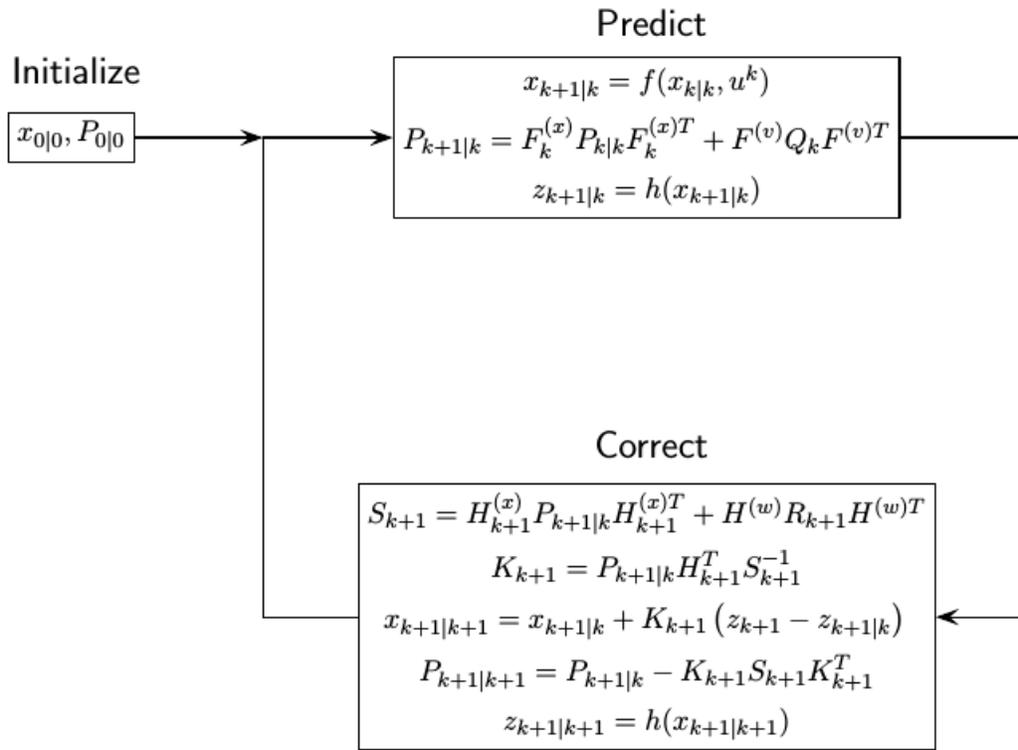 Predict
Initialize
x_{k+1|k} = f(x_{k|k}, u^k)
x_{0|0}, P_{0|0}
P_{k+1|k} = F_k^{(x)} P_{k|k} F_k^{(x)T} + F^{(v)} Q_k F^{(v)T}
z_{k+1|k} = h(x_{k+1|k})
Correct
S_{k+1} = H_{k+1}^{(x)} P_{k+1|k} H_{k+1}^{(x)T} + H^{(w)} R_{k+1} H^{(w)T}
K_{k+1} = P_{k+1|k} H_{k+1}^T S_{k+1}^{-1}
x_{k+1|k+1} = x_{k+1|k} + K_{k+1} (z_{k+1} − z_{k+1|k})
P_{k+1|k+1} = P_{k+1|k} − K_{k+1} S_{k+1} K_{k+1}^T
z_{k+1|k+1} = h(x_{k+1|k+1})